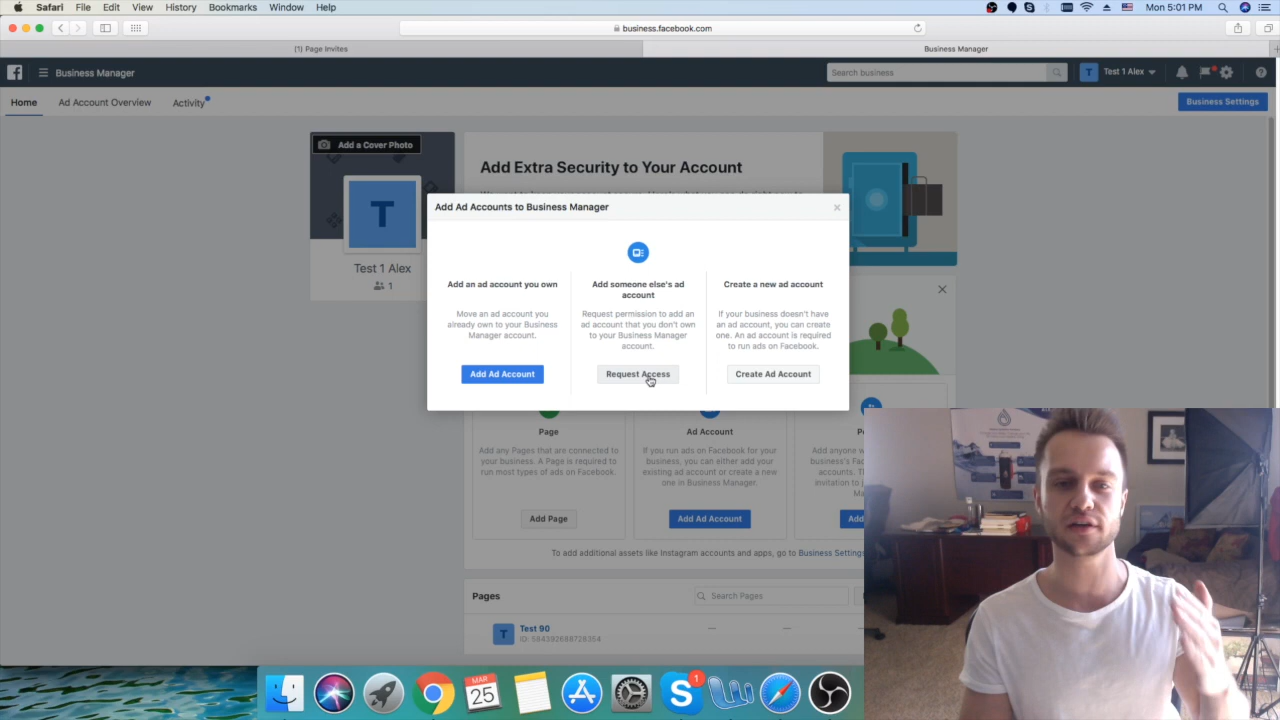 Safari File Edit View History Bookmarks Window Help
Mon 5:01 PM
business.facebook.com
(1) Page Invites
Business Manager
Business Manager
Search business
T Test 1 Alex
Home Ad Account Overview Activity
Business Settings
Add a Cover Photo
T
Test 1 Alex
1
Add Extra Security to Your Account
Add Ad Accounts to Business Manager
Add an ad account you own
Move an ad account you
already own to your Business
Manager account.
Add Ad Account
Add someone else's ad
account
Request permission to add an
ad account that you don't own
to your Business Manager
account.
Request Access
Create a new ad account
If your business doesn't have
an ad account, you can create
one. An ad account is required
to run ads on Facebook.
Create Ad Account
Page
Add any Pages that are connected to
your business. A Page is required to
run most types of ads on Facebook.
Add Page
Ad Account
If you run ads on Facebook for your
business, you can either add your
existing ad account or create a new
one in Business Manager.
Add Ad Account
Add anyone
business's
accounts.
invitation to
Add
To add additional assets like Instagram accounts and apps, go to Business Settings
Pages
Search Pages
T
Test 90
ID: 584392688728354
MAR
25
S
1